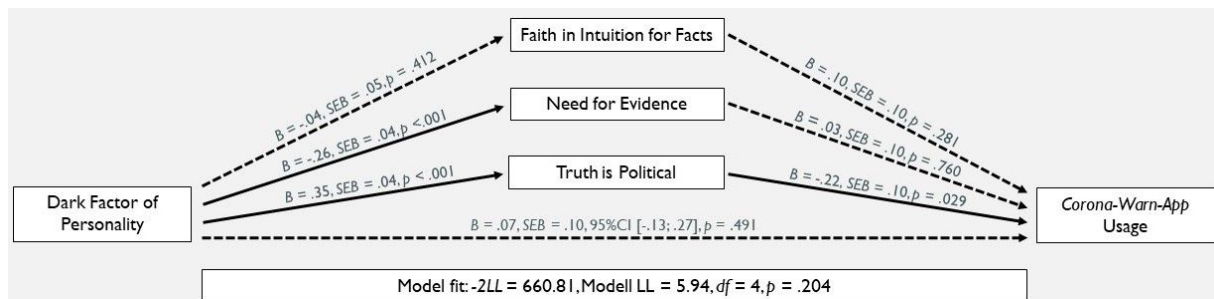 Faith in Intuition for Facts
B = -.04, SEB = .05, p = .412
B = .10, SEB = .10, p = .281
Need for Evidence
B = -.26, SEB = .04, p <.001
B = .03, SEB = .10, p = .760
Truth is Political
B = .35, SEB = .04, p < .001
B = -.22, SEB = .10, p = .029
Dark Factor of
Personality
Corona-Warn-App
Usage
B = .07, SEB = .10, 95%CI [-.13; .27], p = .491
Model fit: -2LL = 660.81, Modell LL = 5.94, df = 4, p = .204